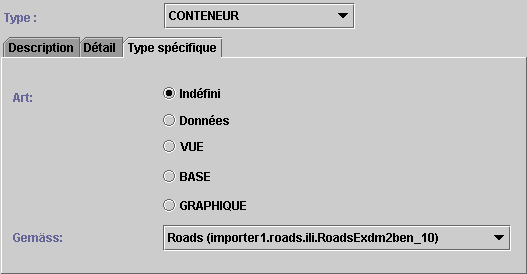 Type : CONTENEUR
Description Détail Type spécifique
Art: Indéfini
Données
VUE
BASE
GRAPHIQUE
Gemäss: Roads (importer1.roads.ili.RoadsExdm2ben_10)